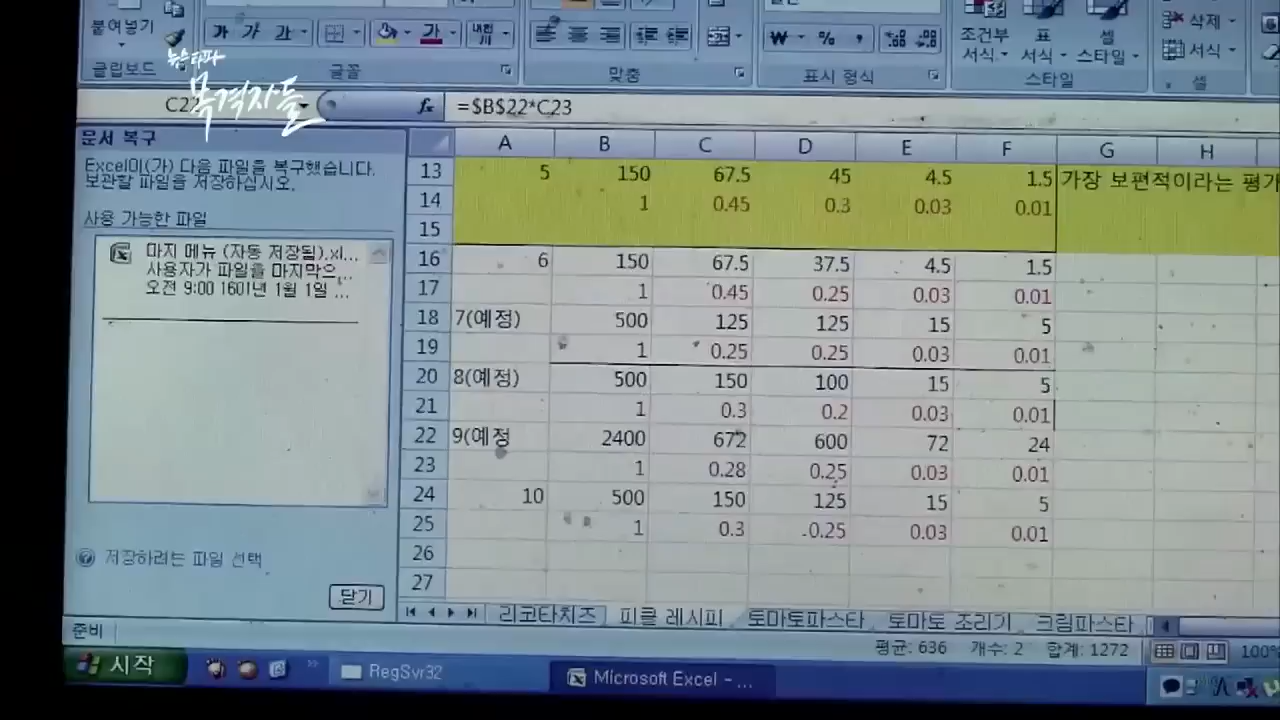 붙여넣기
가 가 가
가
내천
% ,
조건부
서식
표
서식
셀
스타일
삭제
서식
클립보드
글꼴
맞춤
표시 형식
스타일
셀
뉴스타파
목격자들
fx =$B$22*C23
문서 복구
Excel이(가) 다음 파일을 복구했습니다.
보관할 파일을 저장하십시오.
사용 가능한 파일
마지 메뉴 (자동 저장됨).xl...
사용자가 파일을 마지막으...
오전 9:00 1601년 1월 1일 ...
저장하려는 파일 선택
닫기
A B C D E F G H
13 5 150 67.5 45 4.5 1.5 가장 보편적이라는 평가
14 1 0.45 0.3 0.03 0.01
15
16 6 150 67.5 37.5 4.5 1.5
17 1 0.45 0.25 0.03 0.01
18 7(예정) 500 125 125 15 5
19 1 0.25 0.25 0.03 0.01
20 8(예정) 500 150 100 15 5
21 1 0.3 0.2 0.03 0.01
22 9(예정 2400 672 600 72 24
23 1 0.28 0.25 0.03 0.01
24 10 500 150 125 15 5
25 1 0.3 0.25 0.03 0.01
26
27
리코타치즈 피클 레시피 토마토파스타 토마토 조리기 크림파스타
준비
평균: 636 개수: 2 합계: 1272 100%
시작
RegSvr32
Microsoft Excel - ...